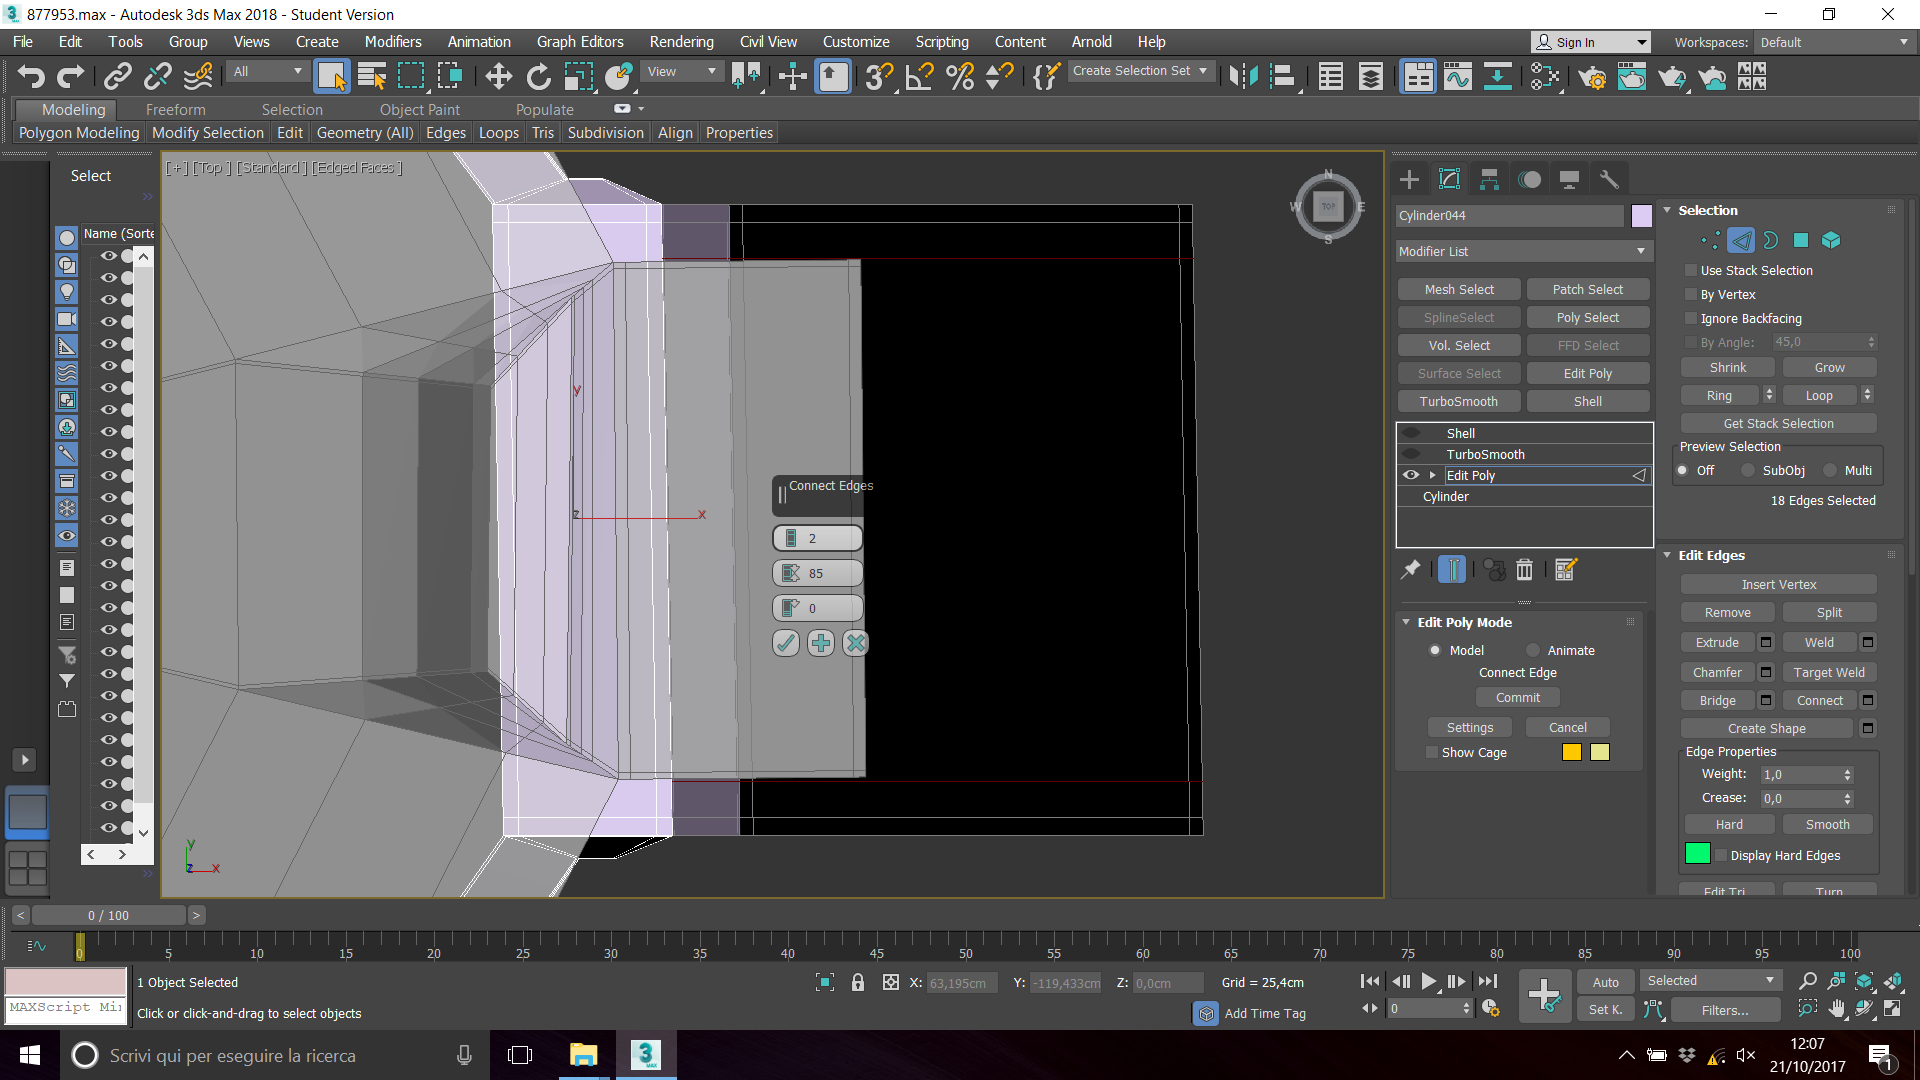 877953.max - Autodesk 3ds Max 2018 - Student Version
File Edit Tools Group Views Create Modifiers Animation Graph Editors Rendering Civil View Customize Scripting Content Arnold Help
Sign In
Workspaces: Default
All
View
Create Selection Set
Modeling Freeform Selection Object Paint Populate
Polygon Modeling Modify Selection Edit Geometry (All) Edges Loops Tris Subdivision Align Properties
Select
Name (Sorte
[+] [Top ] [Standard ] [Edged Faces ]
N
W TOP E
S
y
z x
Connect Edges
2
85
0
y
z x
Cylinder044
Modifier List
Mesh Select Patch Select
SplineSelect Poly Select
Vol. Select FFD Select
Surface Select Edit Poly
TurboSmooth Shell
Shell
TurboSmooth
Edit Poly
Cylinder
Edit Poly Mode
Model Animate
Connect Edge
Commit
Settings Cancel
Show Cage
Selection
Use Stack Selection
By Vertex
Ignore Backfacing
By Angle: 45,0
Shrink Grow
Ring Loop
Get Stack Selection
Preview Selection
Off SubObj Multi
18 Edges Selected
Edit Edges
Insert Vertex
Remove Split
Extrude Weld
Chamfer Target Weld
Bridge Connect
Create Shape
Edge Properties
Weight: 1,0
Crease: 0,0
Hard Smooth
Display Hard Edges
Edit Tri. Turn
< 0 / 100 >
0 5 10 15 20 25 30 35 40 45 50 55 60 65 70 75 80 85 90 95 100
1 Object Selected
X: 63,195cm Y: -119,433cm Z: 0,0cm Grid = 25,4cm
Auto Selected
MAXScript Mi
Click or click-and-drag to select objects
Add Time Tag
0
Set K. Filters...
Scrivi qui per eseguire la ricerca
3
MAX
12:07
21/10/2017
1